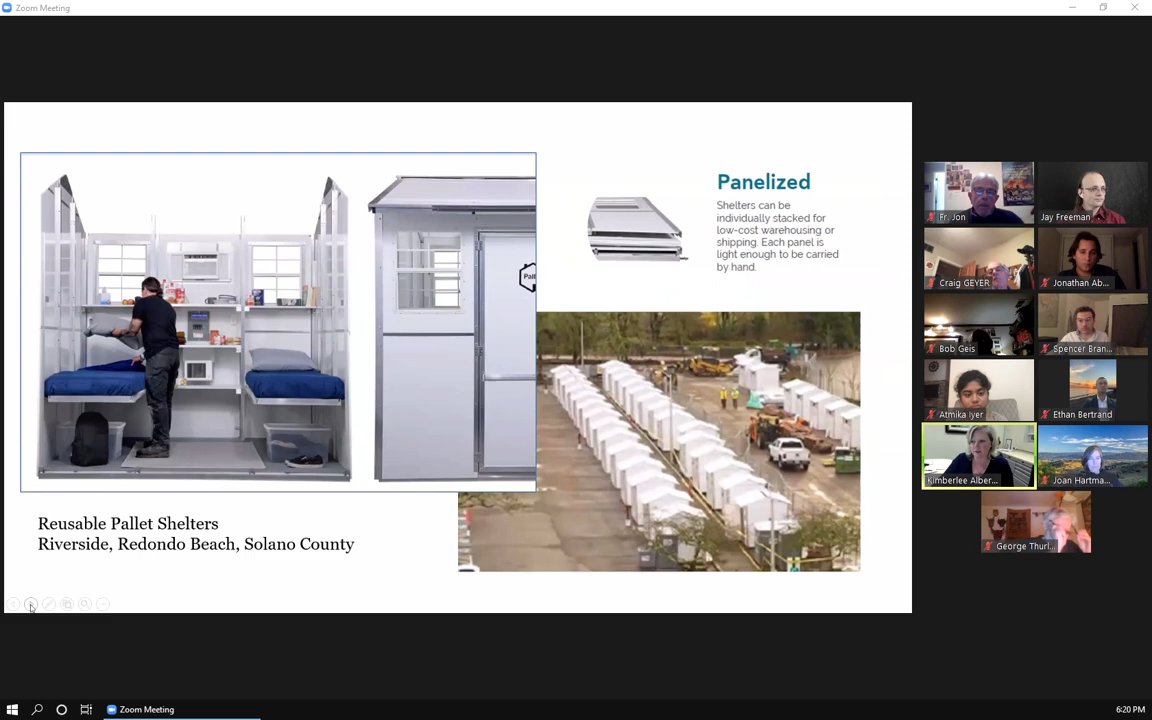 Zoom Meeting
Panelized
Shelters can be
individually stacked for
low-cost warehousing or
shipping. Each panel is
light enough to be carried
by hand.
Pall
Reusable Pallet Shelters
Riverside, Redondo Beach, Solano County
Fr. Jon
Jay Freeman
Craig GEYER
Jonathan Ab...
Bob Geis
Spencer Bran...
Atmika Iyer
Ethan Bertrand
Kimberlee Alber...
Joan Hartma...
George Thurl...
Zoom Meeting
6:20 PM